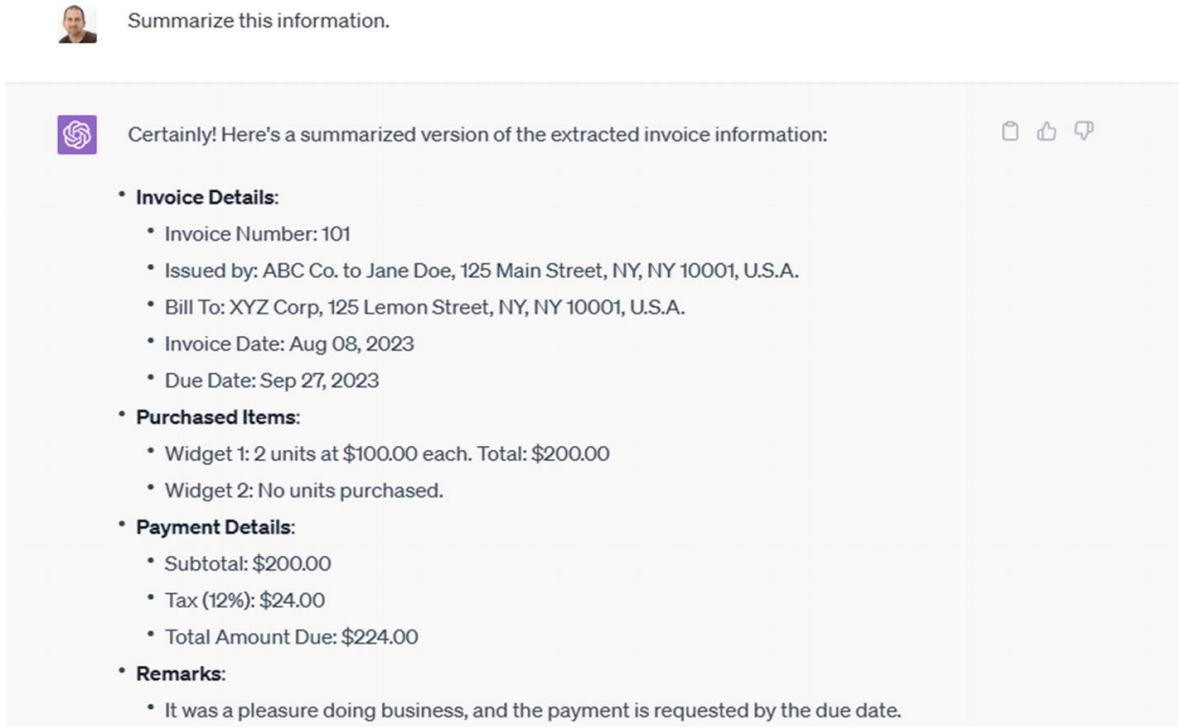 Summarize this information.
Certainly! Here's a summarized version of the extracted invoice information:
• Invoice Details:
• Invoice Number: 101
• Issued by: ABC Co. to Jane Doe, 125 Main Street, NY, NY 10001, U.S.A.
• Bill To: XYZ Corp, 125 Lemon Street, NY, NY 10001, U.S.A.
• Invoice Date: Aug 08, 2023
• Due Date: Sep 27, 2023
• Purchased Items:
• Widget 1: 2 units at $100.00 each. Total: $200.00
• Widget 2: No units purchased.
• Payment Details:
• Subtotal: $200.00
• Tax (12%): $24.00
• Total Amount Due: $224.00
• Remarks:
• It was a pleasure doing business, and the payment is requested by the due date.